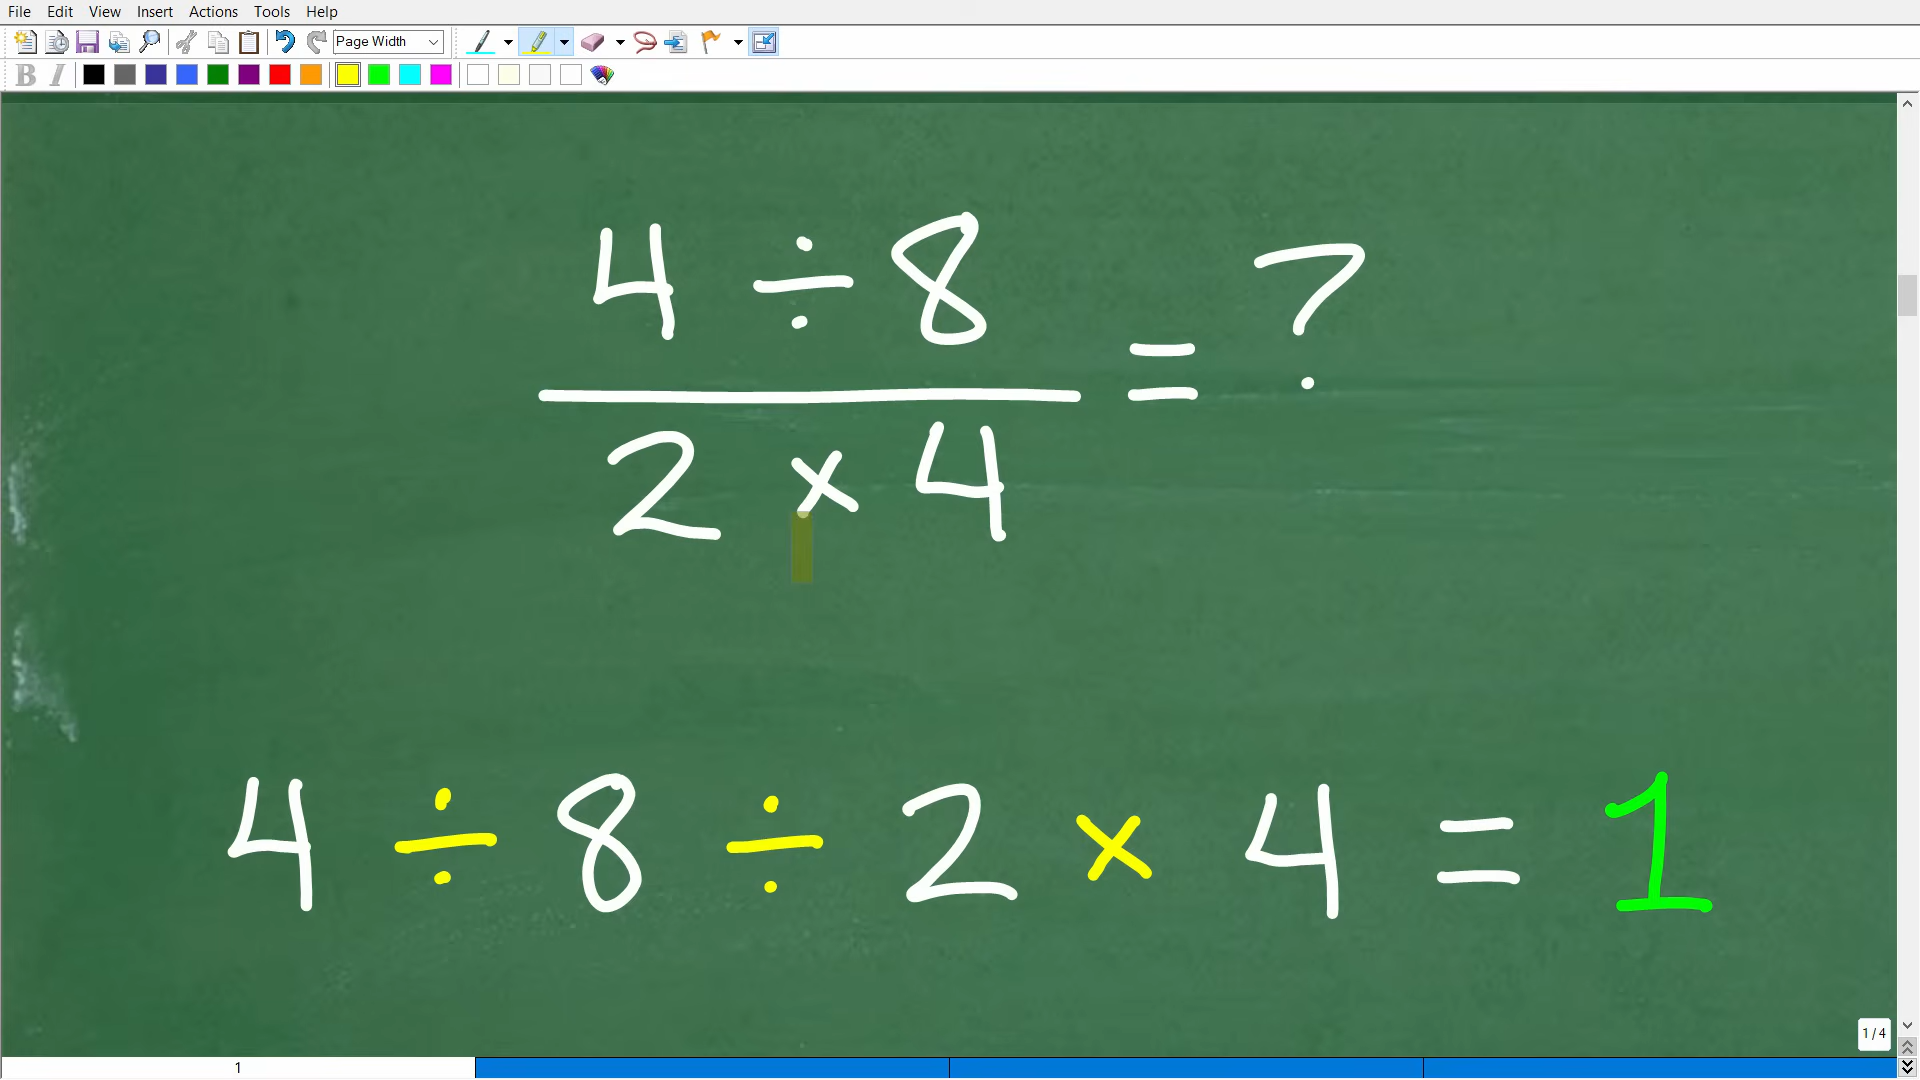 File Edit View Insert Actions Tools Help
Page Width
B I
4 ÷ 8
2 × 4
= ?
4 ÷ 8 ÷ 2 × 4 = 1
1 / 4
1